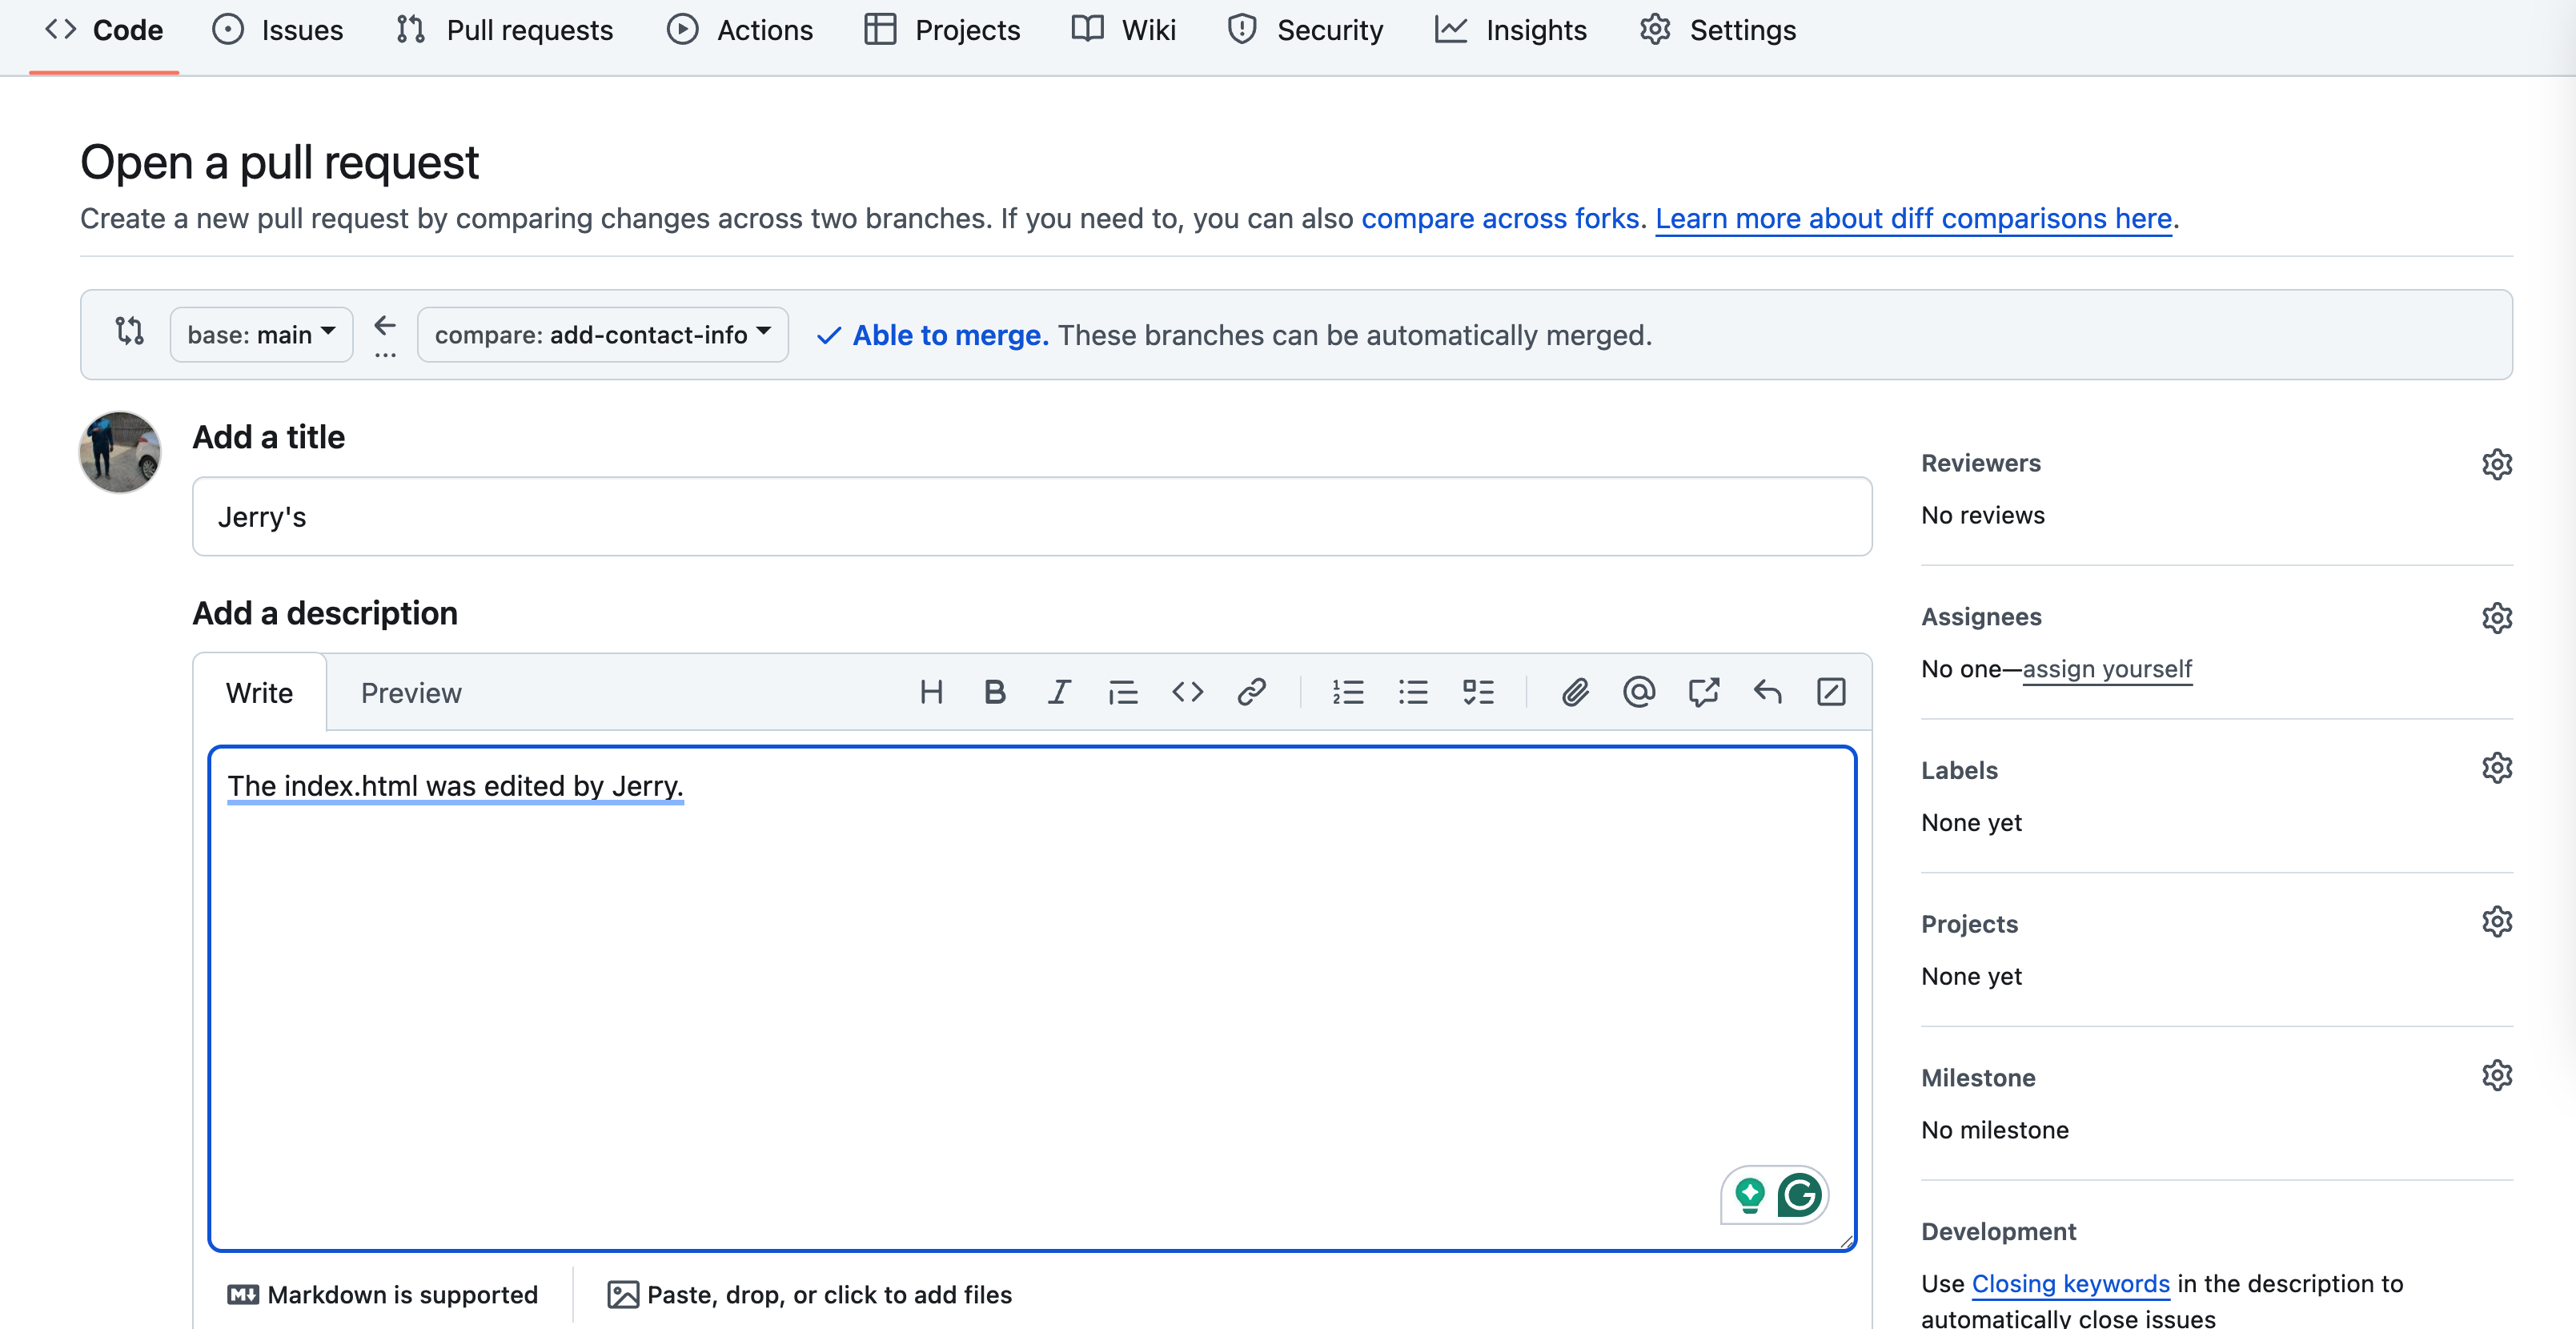 Code Issues Pull requests Actions Projects Wiki Security Insights Settings
Open a pull request
Create a new pull request by comparing changes across two branches. If you need to, you can also compare across forks. Learn more about diff comparisons here.
base: main compare: add-contact-info Able to merge. These branches can be automatically merged.
Add a title
Jerry's
Add a description
Write Preview
The index.html was edited by Jerry.
Markdown is supported Paste, drop, or click to add files
Reviewers
No reviews
Assignees
No one—assign yourself
Labels
None yet
Projects
None yet
Milestone
No milestone
Development
Use Closing keywords in the description to
automatically close issues